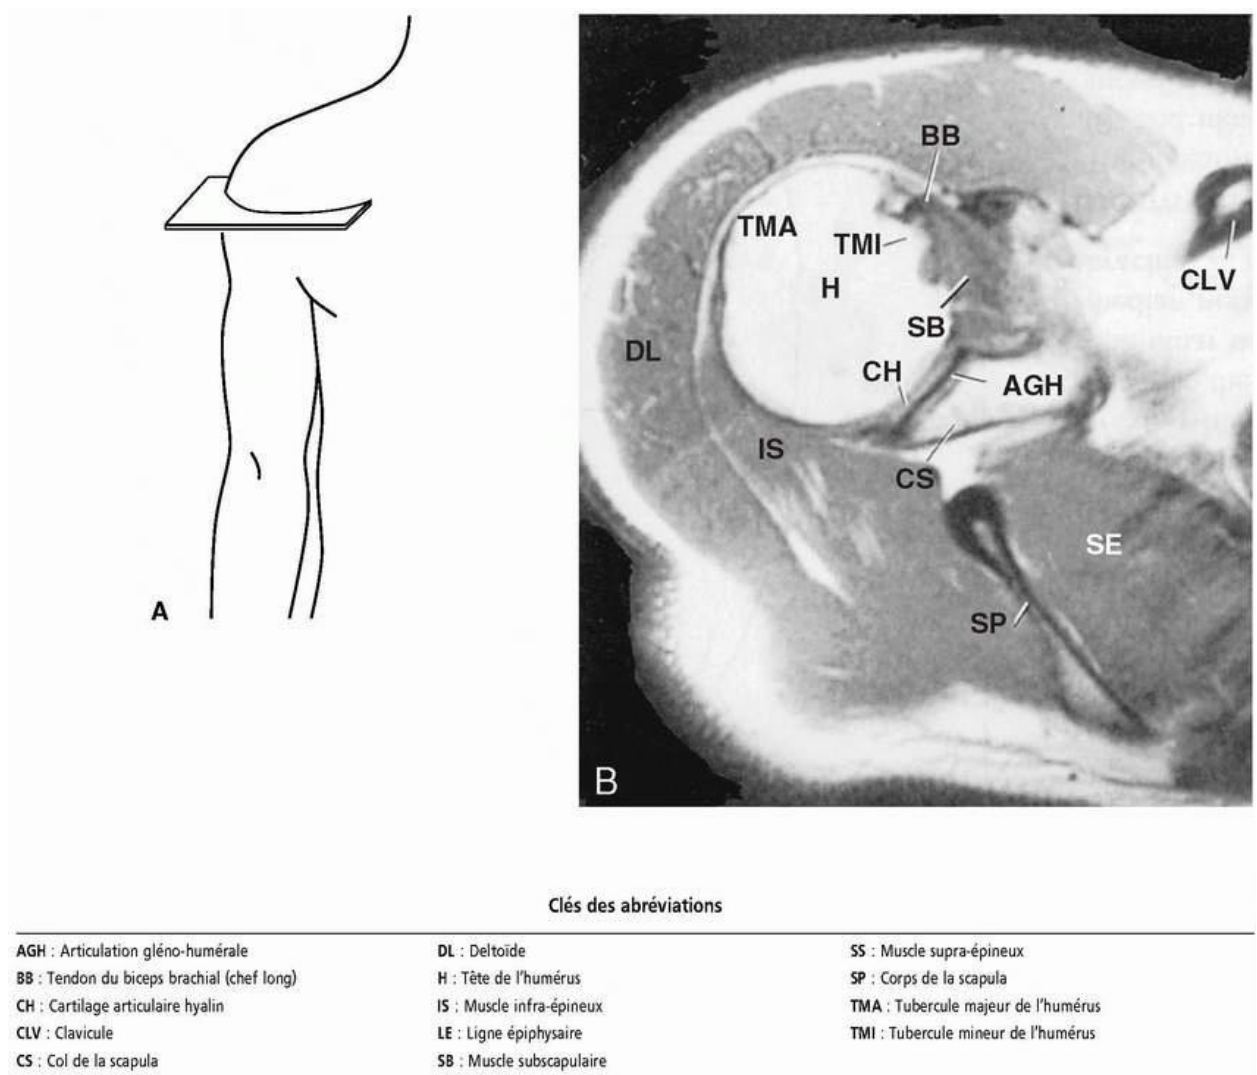 BB
TMA
TMI
H
CLV
SB
DL
CH
AGH
IS
CS
SE
SP
A
B
Clés des abréviations
AGH : Articulation gléno-humérale
BB : Tendon du biceps brachial (chef long)
CH : Cartilage articulaire hyalin
CLV : Clavicule
CS : Col de la scapula
DL : Deltoïde
H : Tête de l'humérus
IS : Muscle infra-épineux
LE : Ligne épiphysaire
SB : Muscle subscapulaire
SS : Muscle supra-épineux
SP : Corps de la scapula
TMA : Tubercule majeur de l'humérus
TMI : Tubercule mineur de l'humérus